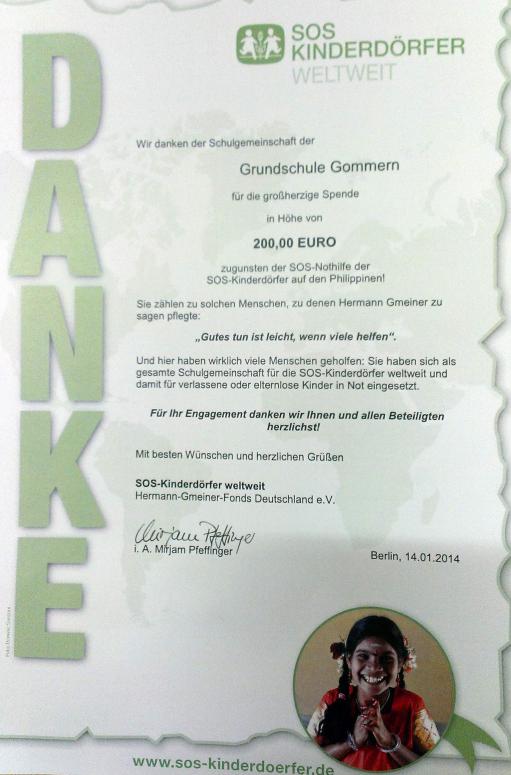 DANKE
SOS
KINDERDÖRFER
WELTWEIT
Wir danken der Schulgemeinschaft der
Grundschule Gommern
für die großherzige Spende
in Höhe von
200,00 EURO
zugunsten der SOS-Nothilfe der
SOS-Kinderdörfer auf den Philippinen!
Sie zählen zu solchen Menschen, zu denen Hermann Gmeiner zu
sagen pflegte:
„Gutes tun ist leicht, wenn viele helfen“.
Und hier haben wirklich viele Menschen geholfen: Sie haben sich als
gesamte Schulgemeinschaft für die SOS-Kinderdörfer weltweit und
damit für verlassene oder elternlose Kinder in Not eingesetzt.
Für Ihr Engagement danken wir Ihnen und allen Beteiligten
herzlichst!
Mit besten Wünschen und herzlichen Grüßen
SOS-Kinderdörfer weltweit
Hermann-Gmeiner-Fonds Deutschland e.V.
Mirjam Pfeffinger
i. A. Mirjam Pfeffinger
Berlin, 14.01.2014
www.sos-kinderdoerfer.de